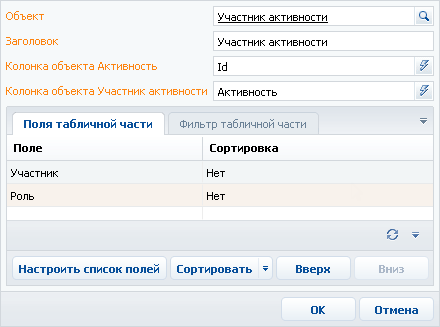 Объект Участник активности
Заголовок Участник активности
Колонка объекта Активность Id
Колонка объекта Участник активности Активность
Поля табличной части Фильтр табличной части
Поле Сортировка
Участник Нет
Роль Нет
Настроить список полей Сортировать Вверх Вниз
OK Отмена